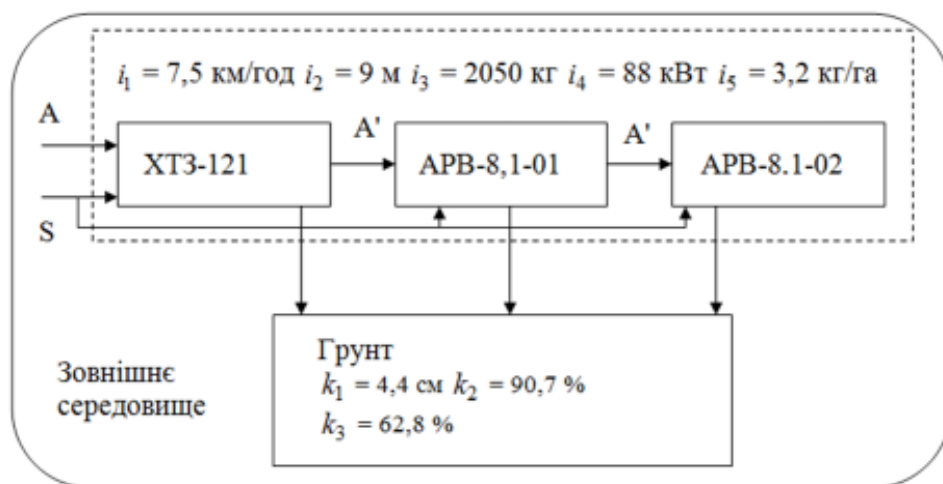 i₁ = 7,5 км/год i₂ = 9 м i₃ = 2050 кг i₄ = 88 кВт i₅ = 3,2 кг/га
A
ХТЗ-121
A'
АРВ-8,1-01
A'
АРВ-8.1-02
S
Грунт
k₁ = 4,4 см k₂ = 90,7 %
k₃ = 62,8 %
Зовнішнє
середовище